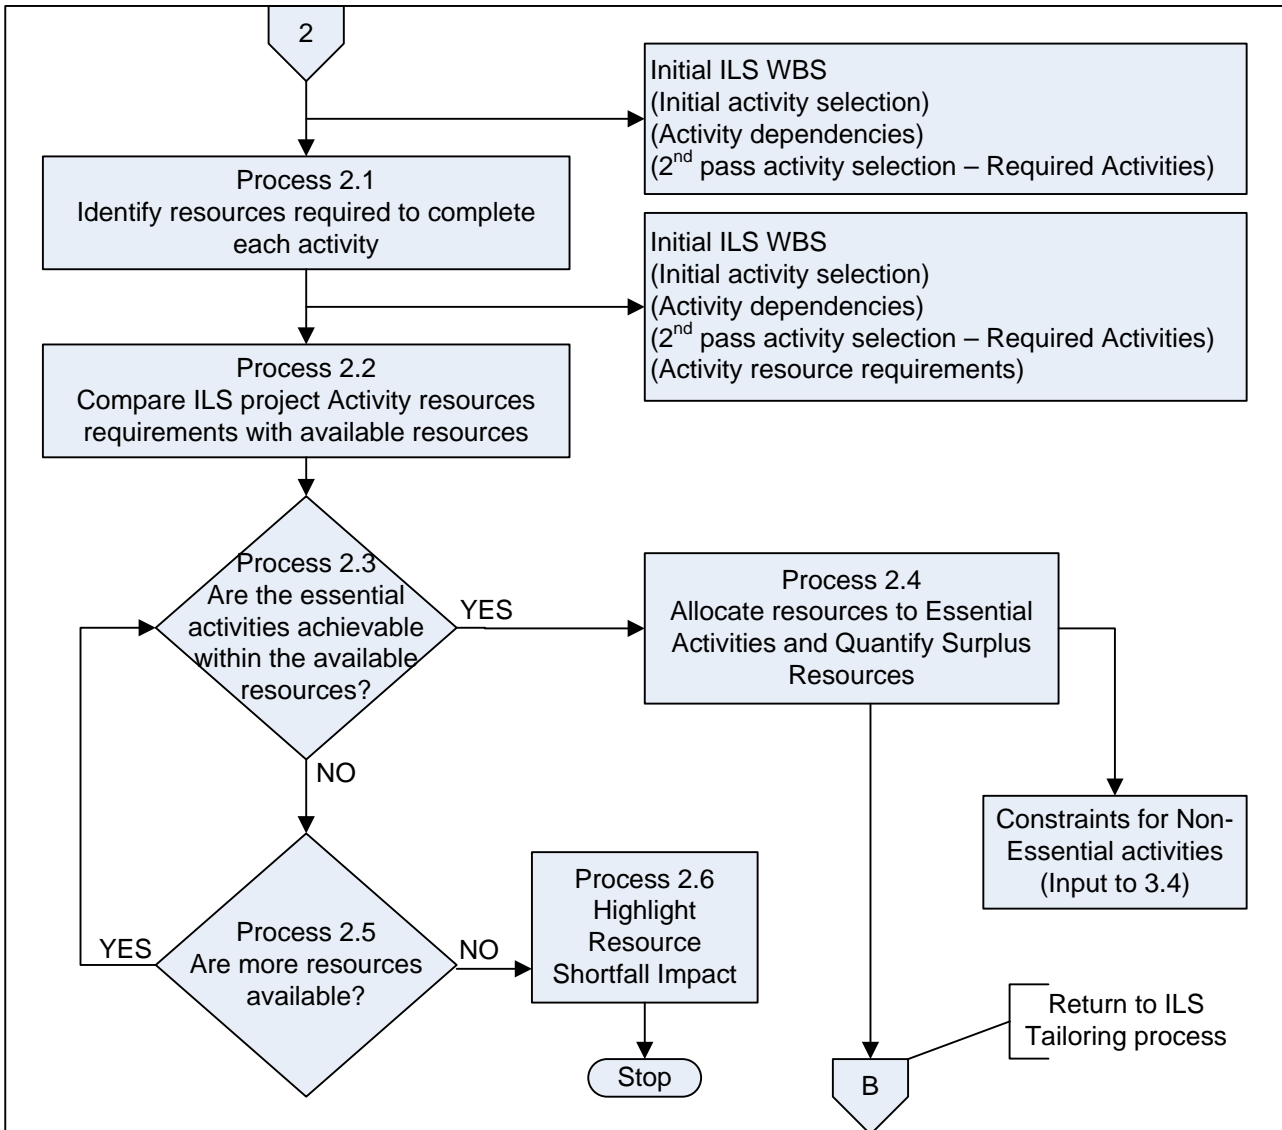 2
Initial ILS WBS
(Initial activity selection)
(Activity dependencies)
(2nd pass activity selection – Required Activities)
Process 2.1
Identify resources required to complete
each activity
Initial ILS WBS
(Initial activity selection)
(Activity dependencies)
(2nd pass activity selection – Required Activities)
(Activity resource requirements)
Process 2.2
Compare ILS project Activity resources
requirements with available resources
Process 2.3
Are the essential
activities achievable
within the available
resources?
YES
Process 2.4
Allocate resources to Essential
Activities and Quantify Surplus
Resources
NO
Constraints for Non-
Essential activities
(Input to 3.4)
Process 2.5
Are more resources
available?
YES
NO
Process 2.6
Highlight
Resource
Shortfall Impact
Stop
Return to ILS
Tailoring process
B